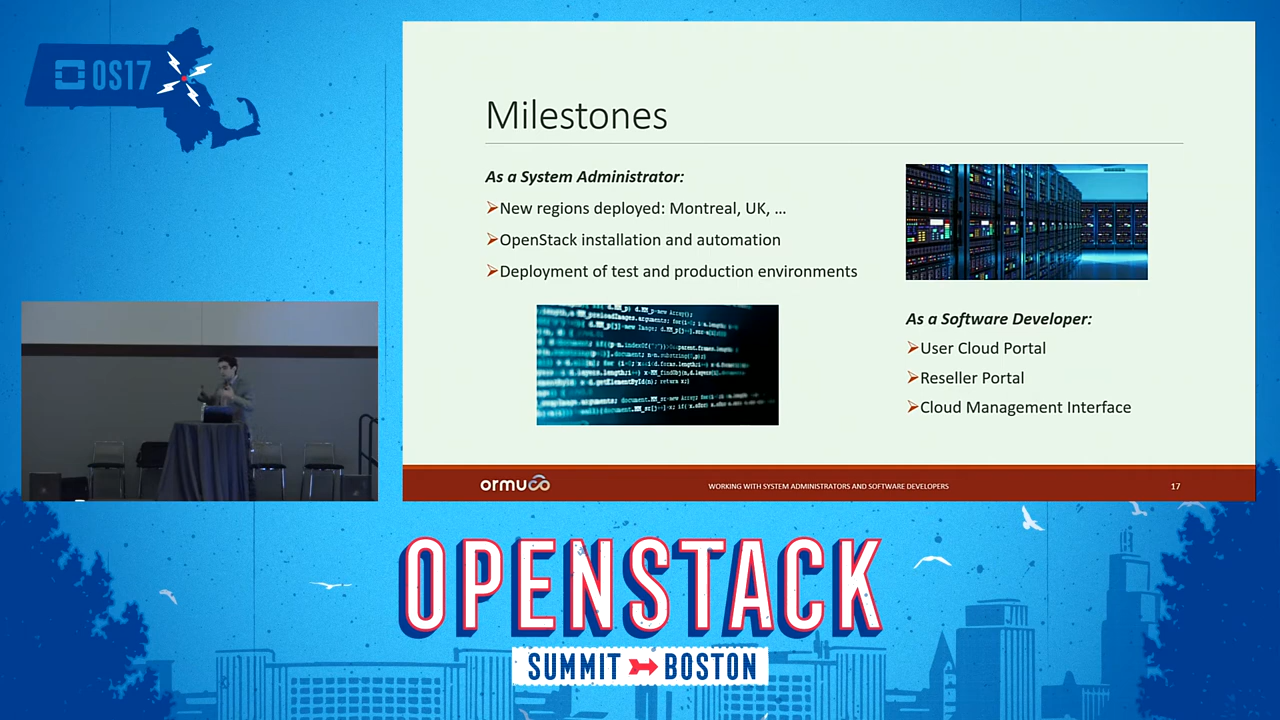 OS17
Milestones
As a System Administrator:
New regions deployed: Montreal, UK, ...
OpenStack installation and automation
Deployment of test and production environments
As a Software Developer:
User Cloud Portal
Reseller Portal
Cloud Management Interface
ormuco
WORKING WITH SYSTEM ADMINISTRATORS AND SOFTWARE DEVELOPERS
17
OPENSTACK
SUMMIT BOSTON